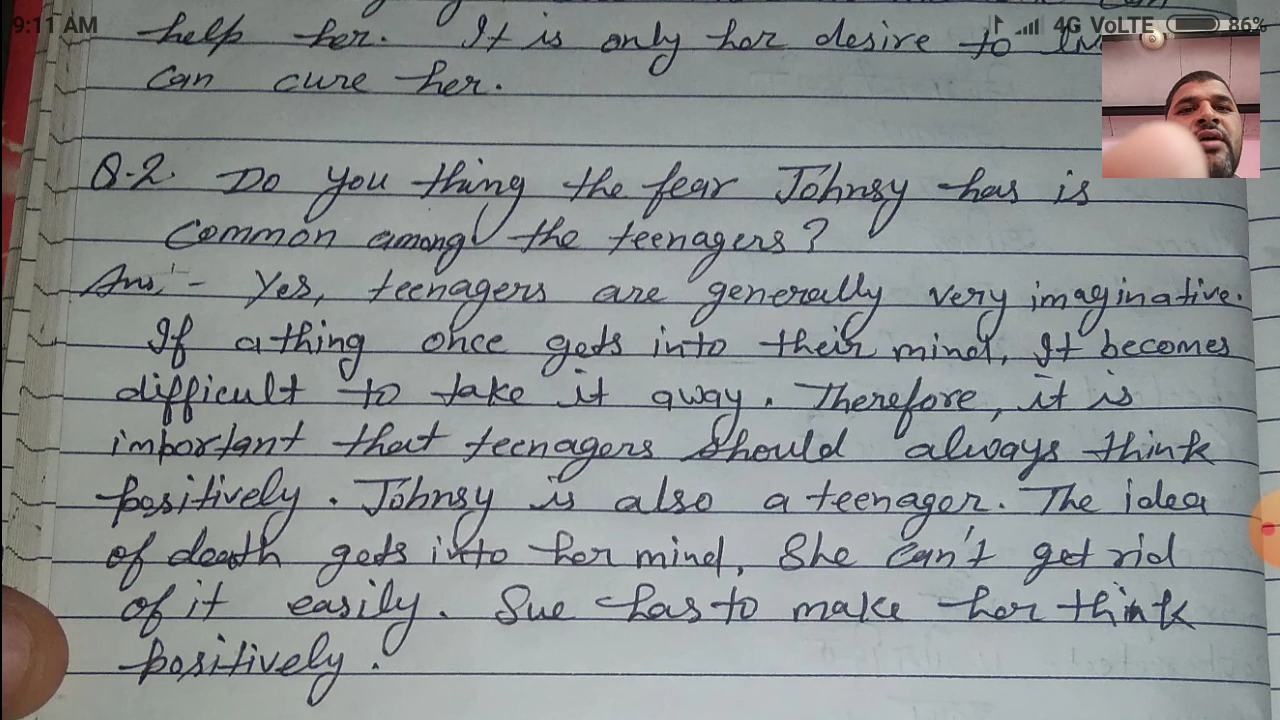 9:11 AM
4G VoLTE 86%
help her. It is only her desire to
can cure her.
Q.2. Do you thing the fear Johnsy has is
common among the teenagers?
Ans:- Yes, teenagers are generally very imaginative.
If a thing once gets into their mind, It becomes
difficult to take it away. Therefore, it is
important that teenagers should always think
positively. Johnsy is also a teenager. The idea
of death gets into her mind, She can't get rid
of it easily. Sue has to make her think
positively.